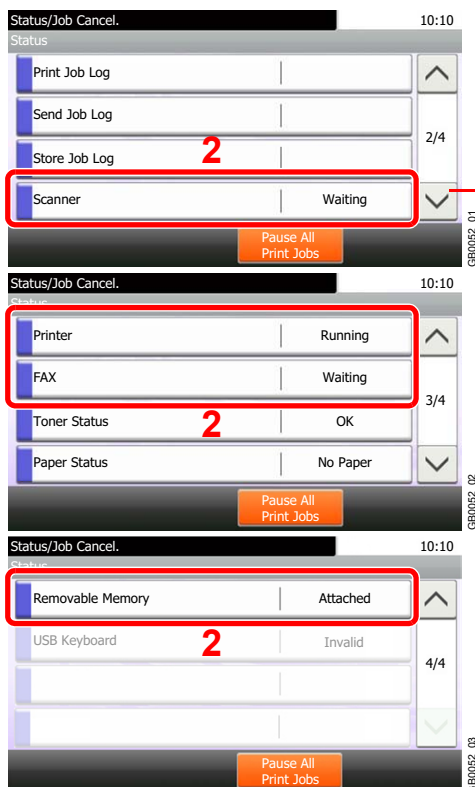 Status/Job Cancel. 10:10
Status
Print Job Log
Send Job Log
2/4
Store Job Log
2
Scanner Waiting
Pause All
Print Jobs
GB0052_01
Status/Job Cancel. 10:10
Status
Printer Running
FAX Waiting
3/4
Toner Status OK
2
Paper Status No Paper
Pause All
Print Jobs
GB0052_02
Status/Job Cancel. 10:10
Status
Removable Memory Attached
USB Keyboard Invalid
2
4/4
Pause All
Print Jobs
GB0052_03